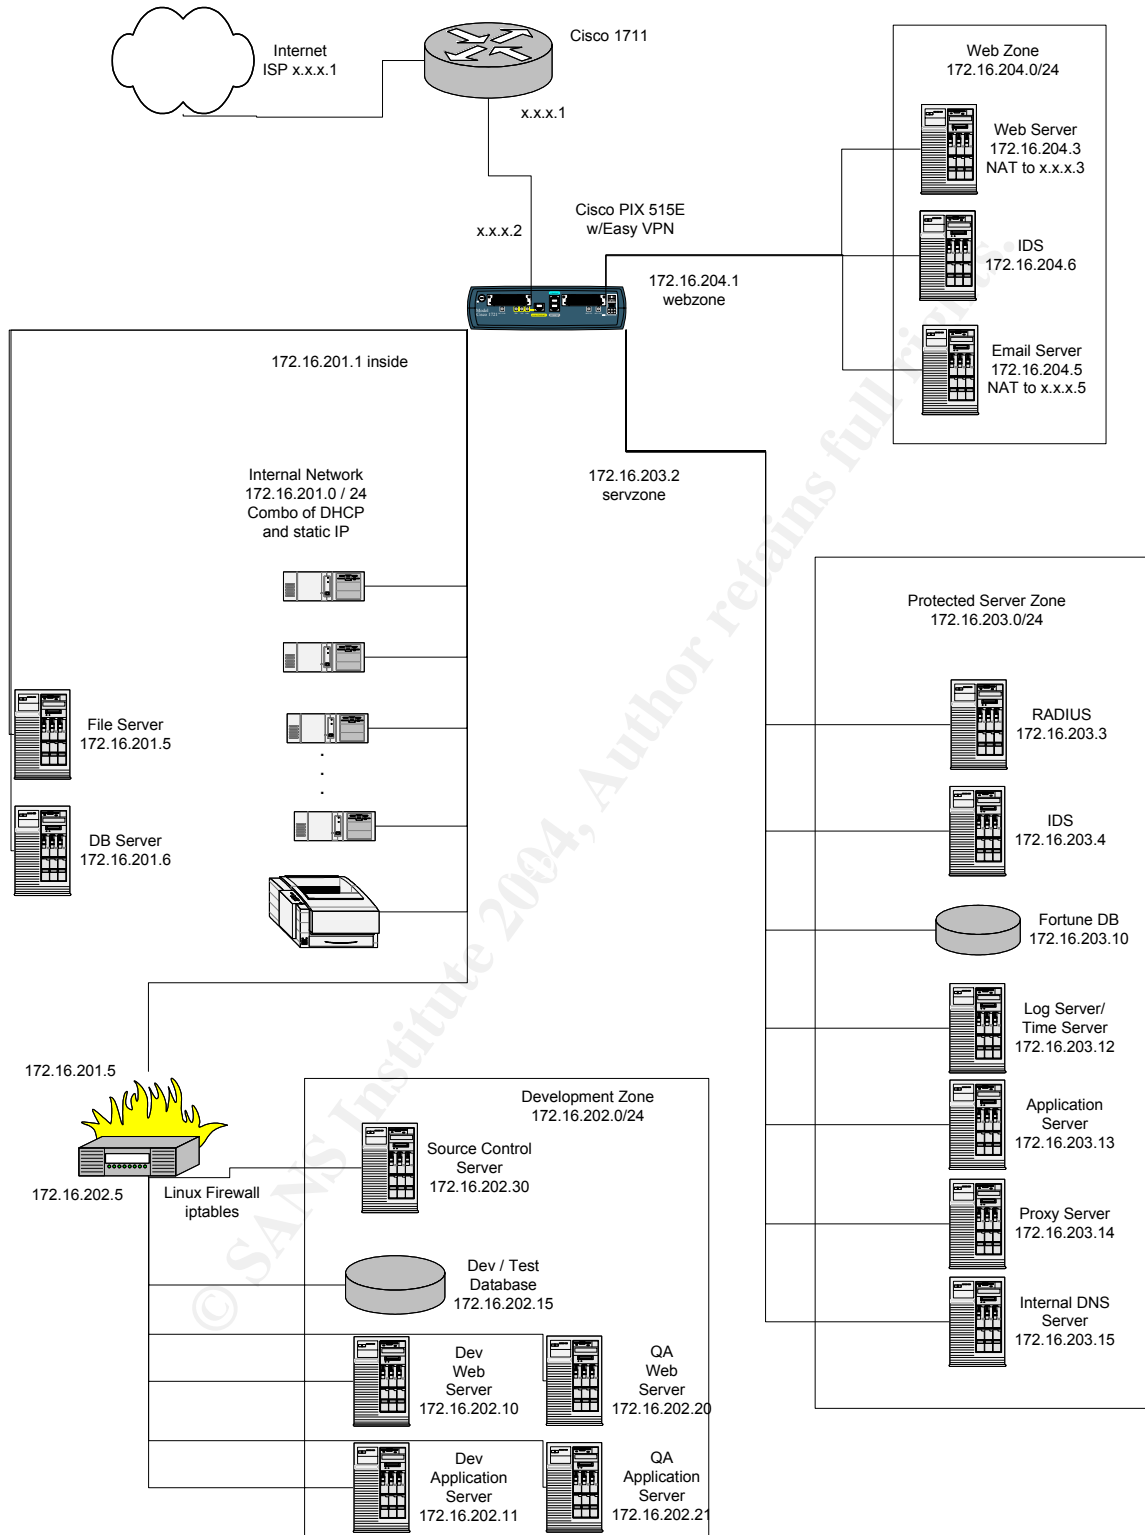 Internet
ISP x.x.x.1
Cisco 1711
x.x.x.1
x.x.x.2
Cisco PIX 515E
w/Easy VPN
172.16.204.1
webzone
Web Zone
172.16.204.0/24
Web Server
172.16.204.3
NAT to x.x.x.3
IDS
172.16.204.6
Email Server
172.16.204.5
NAT to x.x.x.5
172.16.201.1 inside
172.16.203.2
servzone
Internal Network
172.16.201.0 / 24
Combo of DHCP
and static IP
File Server
172.16.201.5
DB Server
172.16.201.6
Protected Server Zone
172.16.203.0/24
RADIUS
172.16.203.3
IDS
172.16.203.4
Fortune DB
172.16.203.10
Log Server/
Time Server
172.16.203.12
Application
Server
172.16.203.13
Proxy Server
172.16.203.14
Internal DNS
Server
172.16.203.15
172.16.201.5
172.16.202.5
Linux Firewall
iptables
Development Zone
172.16.202.0/24
Source Control
Server
172.16.202.30
Dev / Test
Database
172.16.202.15
Dev
Web
Server
172.16.202.10
QA
Web
Server
172.16.202.20
Dev
Application
Server
172.16.202.11
QA
Application
Server
172.16.202.21
© SANS Institute 2004, Author retains full rights.